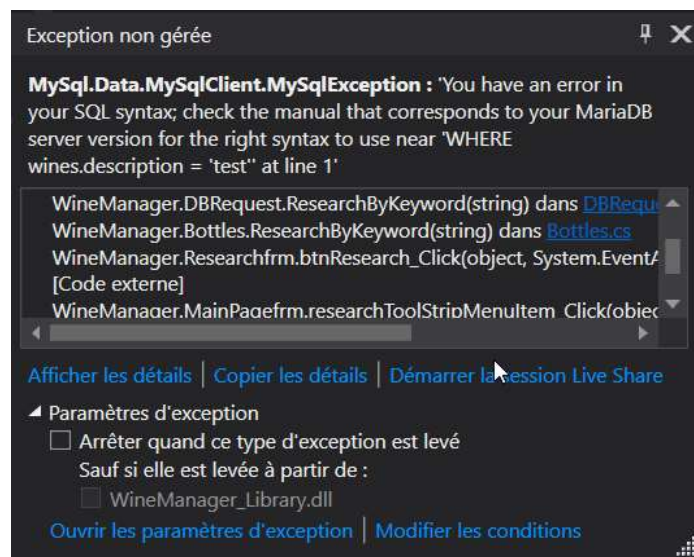 Exception non gérée
MySql.Data.MySqlClient.MySqlException : 'You have an error in
your SQL syntax; check the manual that corresponds to your MariaDB
server version for the right syntax to use near 'WHERE
wines.description = 'test'' at line 1'
WineManager.DBRequest.ResearchByKeyword(string) dans DBReque
WineManager.Bottles.ResearchByKeyword(string) dans Bottles.cs
WineManager.Researchfrm.btnResearch_Click(object, System.EventA
[Code externe]
WineManager.MainPagefrm.researchToolStripMenuItem_Click(objec
Afficher les détails | Copier les détails | Démarrer la session Live Share
Paramètres d'exception
Arrêter quand ce type d'exception est levé
Sauf si elle est levée à partir de :
WineManager_Library.dll
Ouvrir les paramètres d'exception | Modifier les conditions